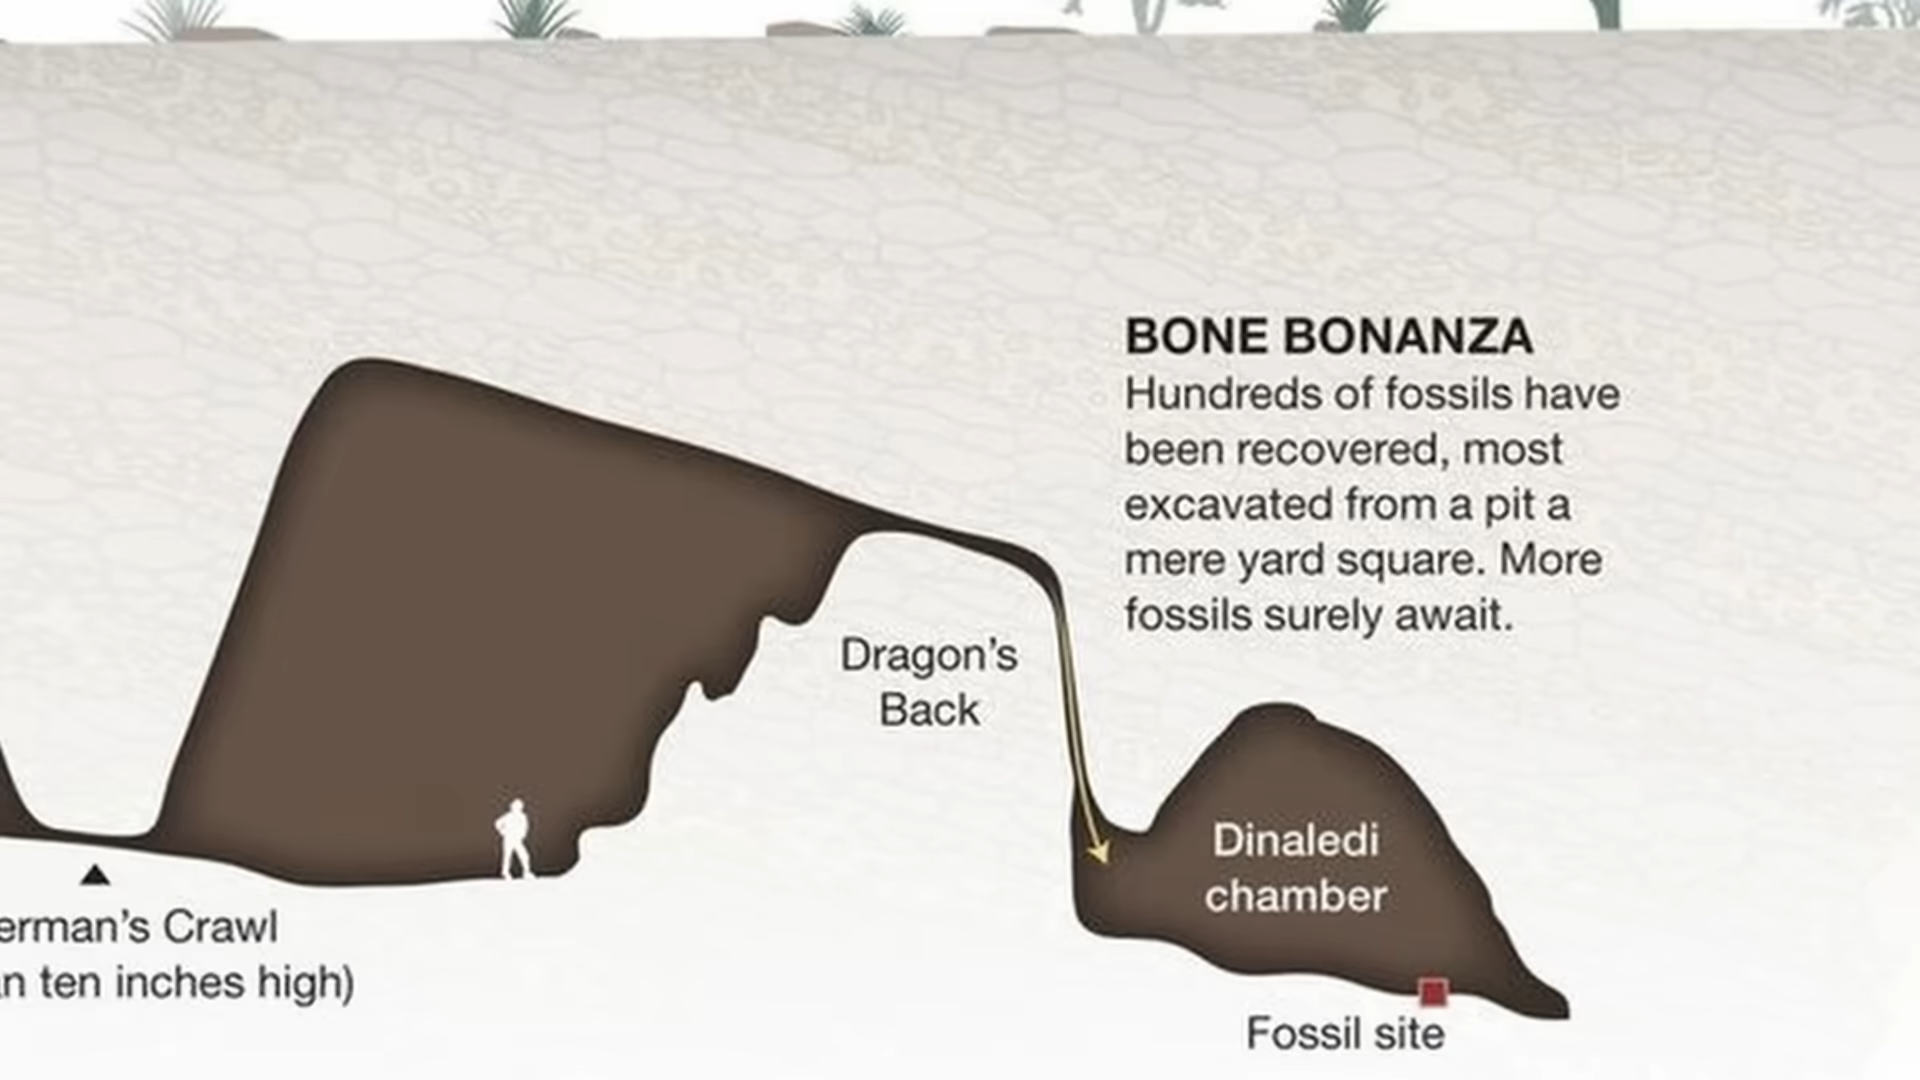 BONE BONANZA
Hundreds of fossils have
been recovered, most
excavated from a pit a
mere yard square. More
fossils surely await.
Dragon’s
Back
Dinaledi
chamber
erman’s Crawl
n ten inches high)
Fossil site